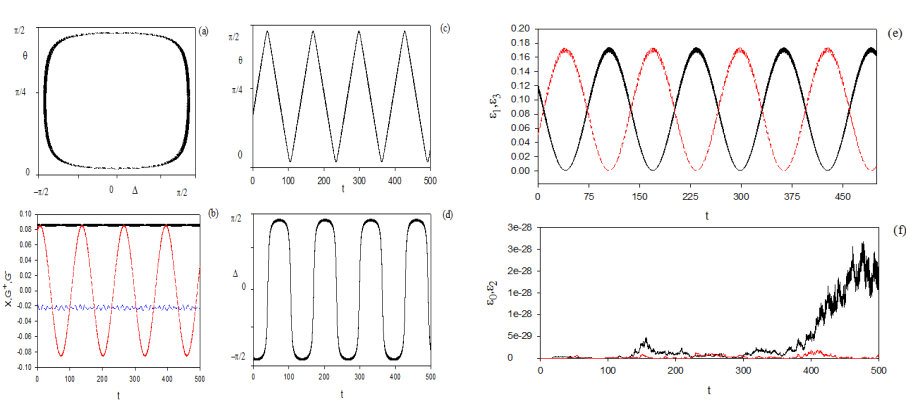 (a)
π/2
θ
π/4
0
−π/2
0
Δ
π/2
(c)
π/2
θ
π/4
0
0
100
200
300
400
500
t
(b)
0.10
0.08
0.06
0.04
0.02
-0.00
-0.02
-0.04
-0.06
-0.08
-0.10
X,G⁺,G⁻
0
100
200
300
400
500
t
(d)
π/2
Δ
0
−π/2
0
100
200
300
400
500
t
(e)
0.20
0.18
0.16
0.14
0.12
0.10
0.08
0.06
0.04
0.02
0.00
ε₁,ε₃
0
75
150
225
300
375
450
t
(f)
3e-28
3e-28
2e-28
2e-28
1e-28
5e-29
0
ε₀,ε₂
0
100
200
300
400
500
t